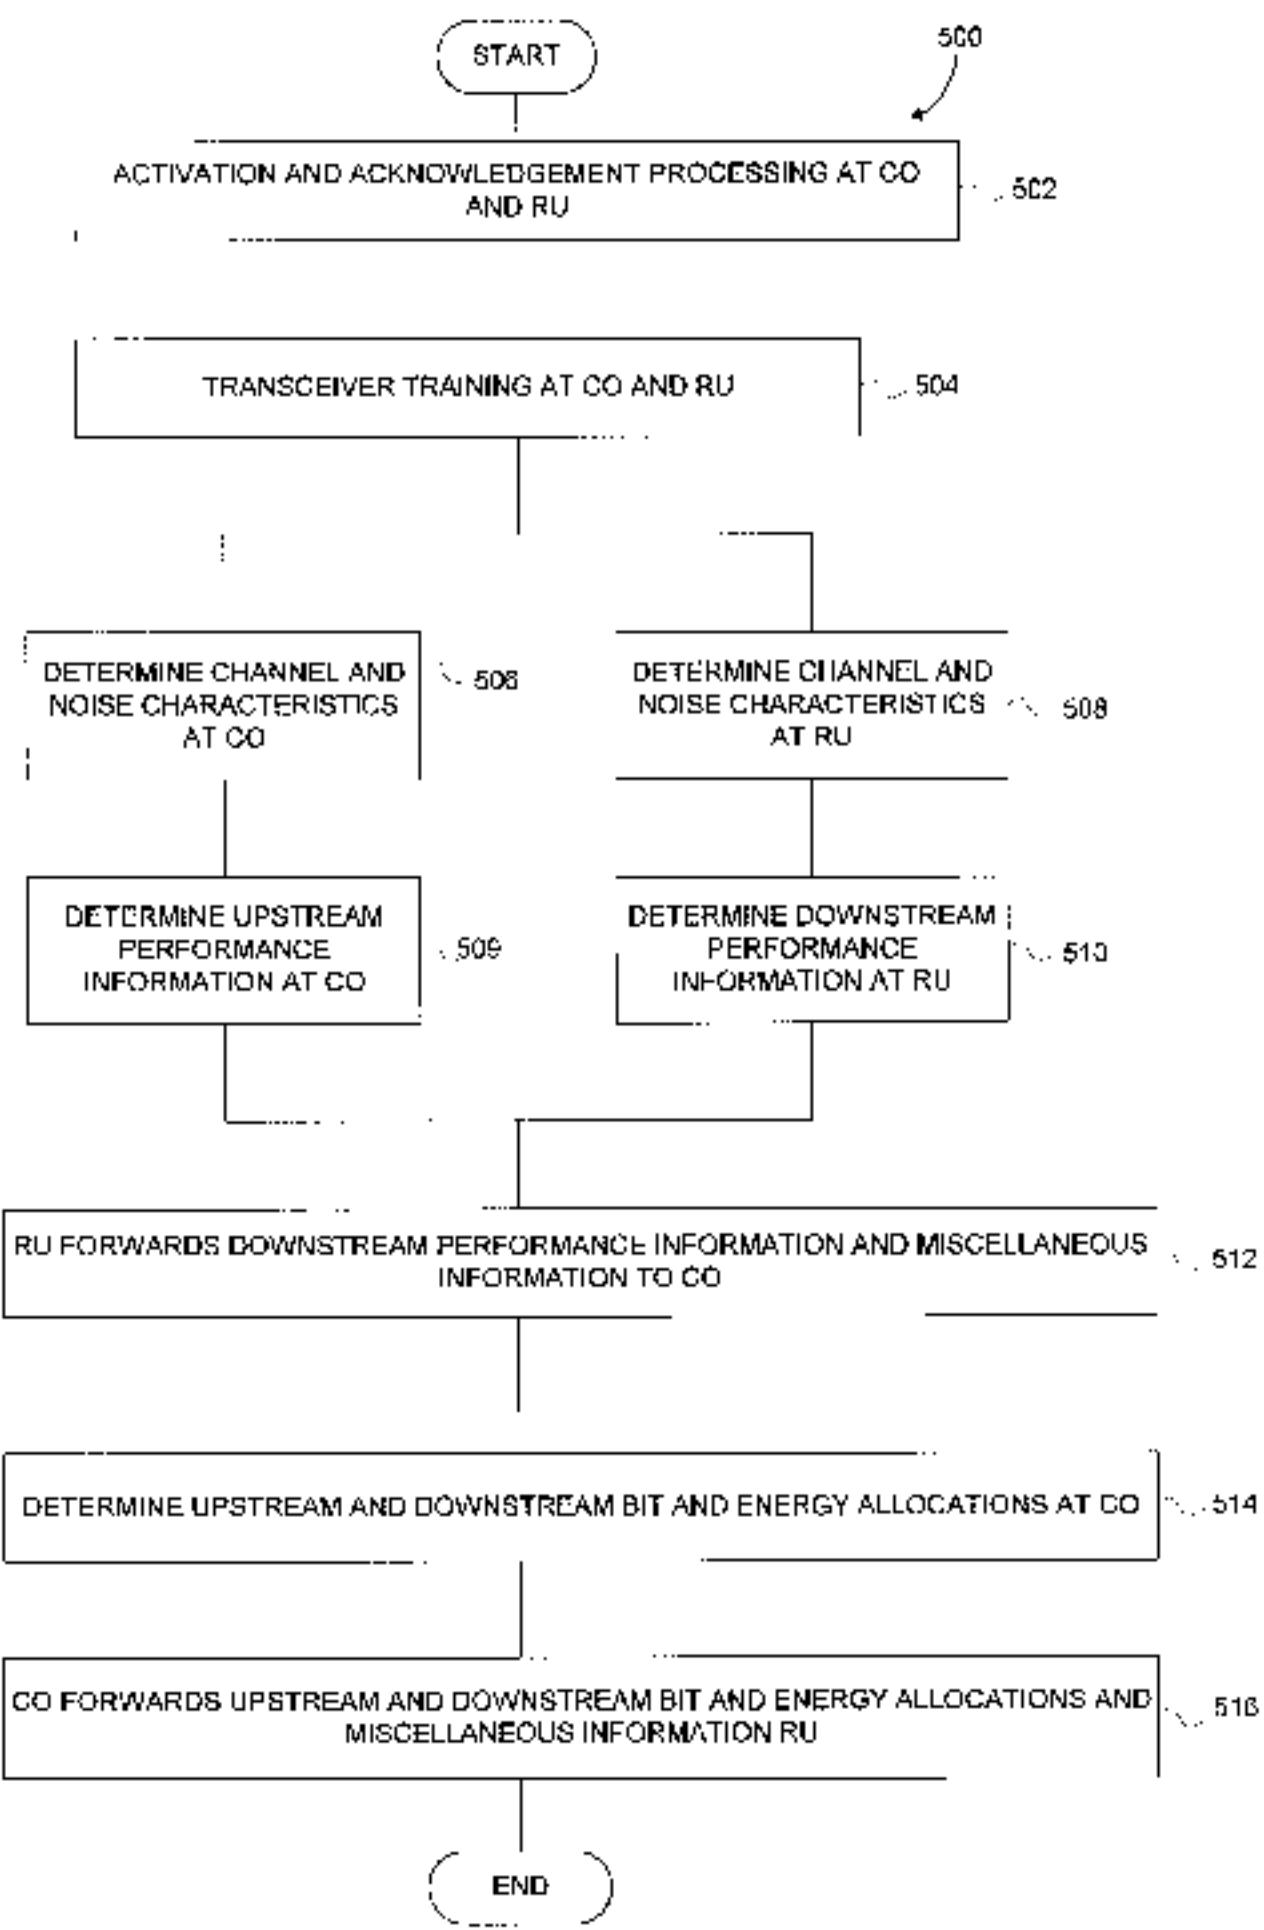 START
500
ACTIVATION AND ACKNOWLEDGEMENT PROCESSING AT CO
AND RU
502
TRANSCEIVER TRAINING AT CO AND RU
504
DETERMINE CHANNEL AND
NOISE CHARACTERISTICS
AT CO
506
DETERMINE CHANNEL AND
NOISE CHARACTERISTICS
AT RU
508
DETERMINE UPSTREAM
PERFORMANCE
INFORMATION AT CO
509
DETERMINE DOWNSTREAM
PERFORMANCE
INFORMATION AT RU
510
RU FORWARDS DOWNSTREAM PERFORMANCE INFORMATION AND MISCELLANEOUS
INFORMATION TO CO
512
DETERMINE UPSTREAM AND DOWNSTREAM BIT AND ENERGY ALLOCATIONS AT CO
514
CO FORWARDS UPSTREAM AND DOWNSTREAM BIT AND ENERGY ALLOCATIONS AND
MISCELLANEOUS INFORMATION RU
516
END